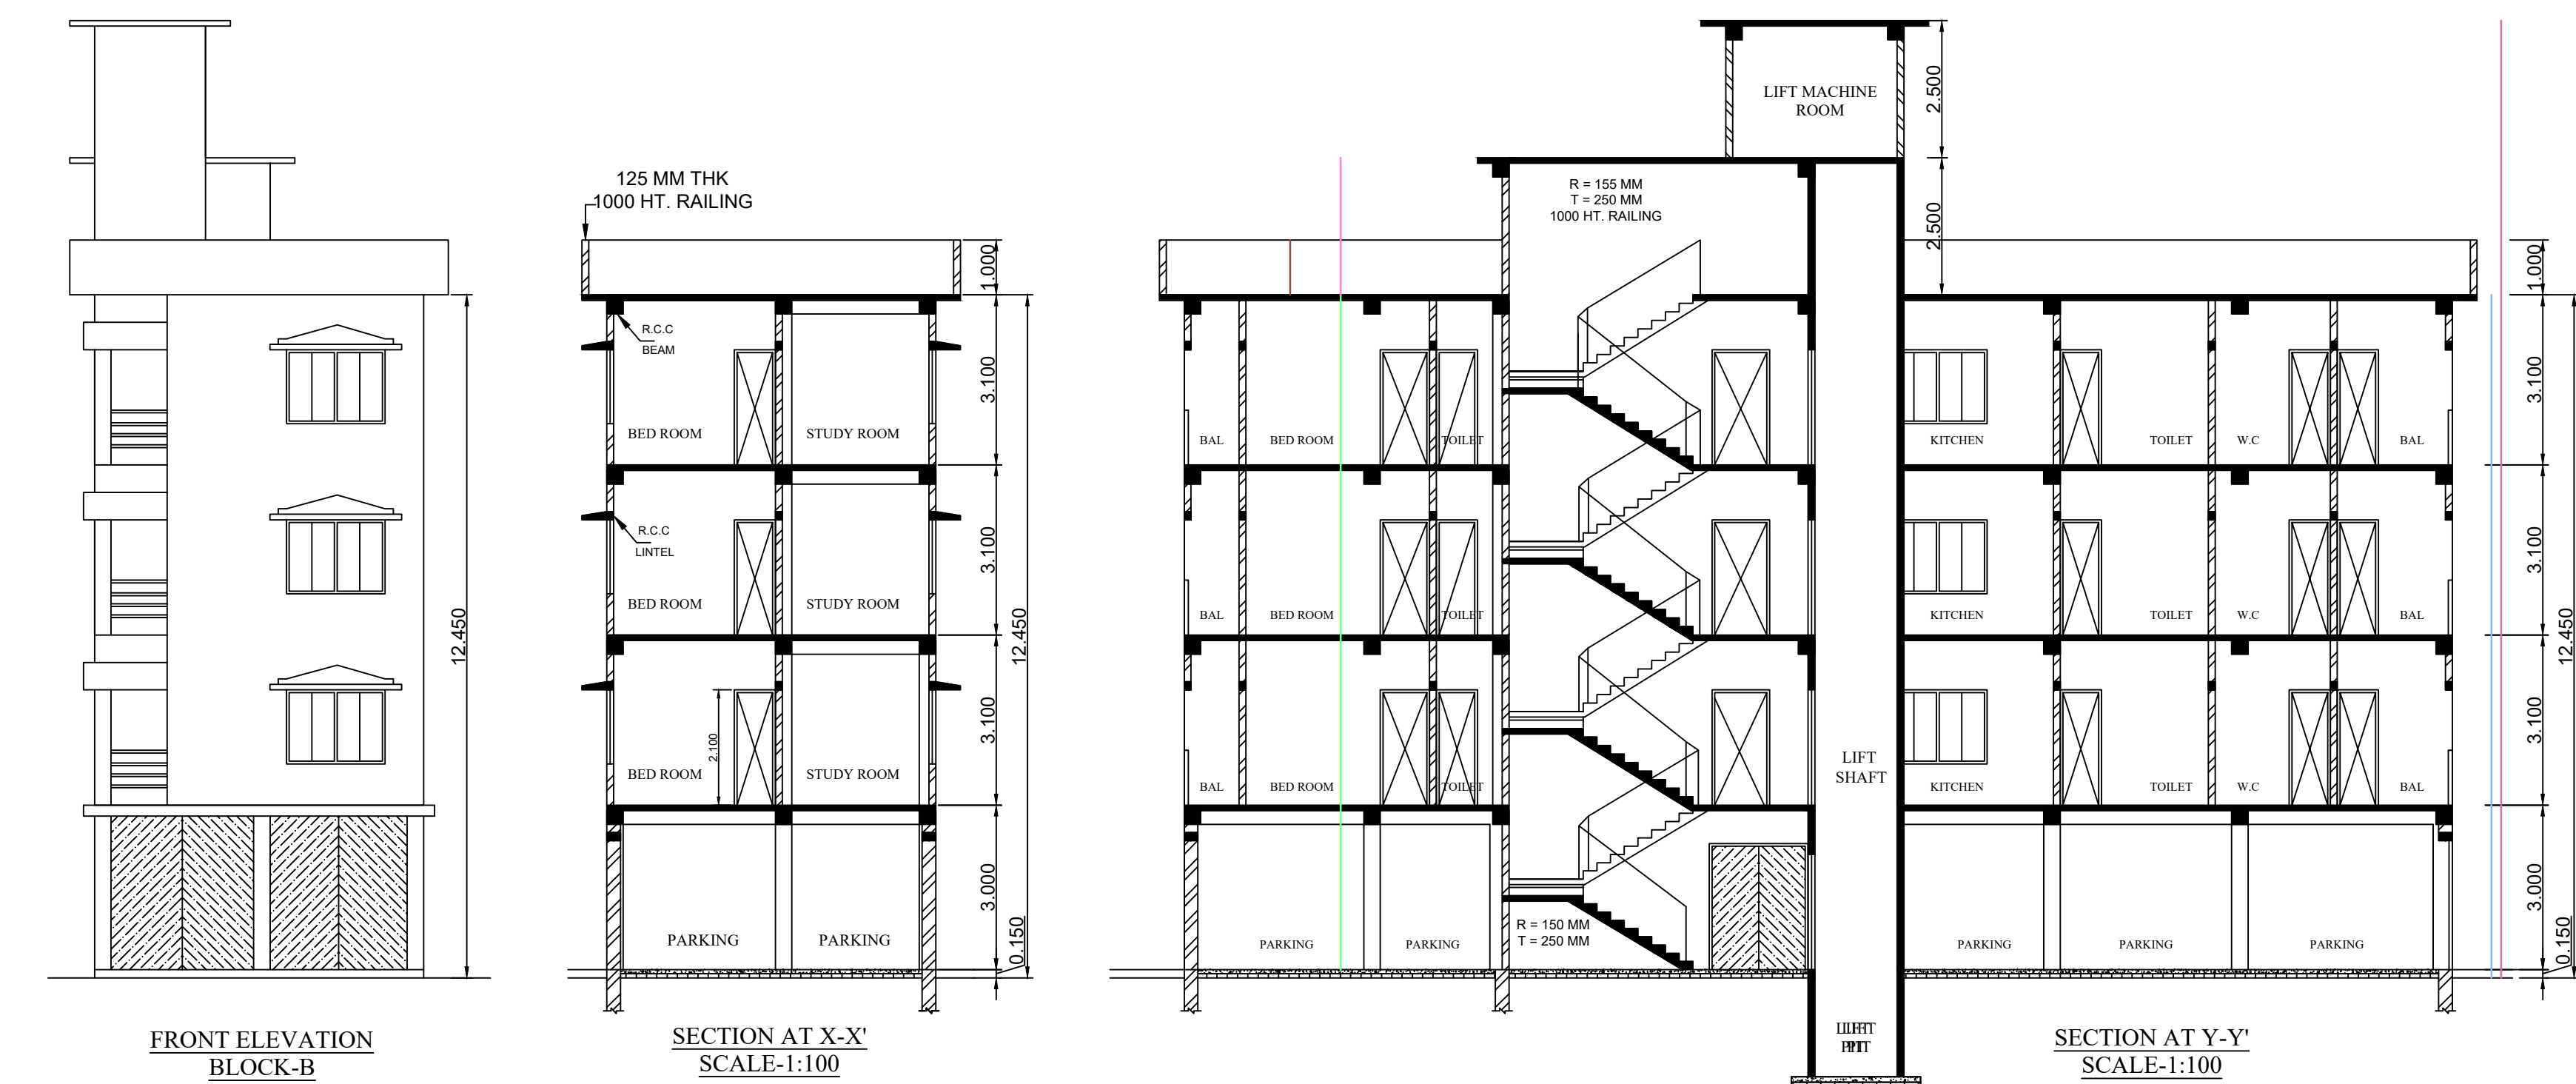 12.450
FRONT ELEVATION
BLOCK-B
125 MM THK
1000 HT. RAILING
R.C.C
BEAM
BED ROOM
STUDY ROOM
R.C.C
LINTEL
BED ROOM
STUDY ROOM
2.100
BED ROOM
STUDY ROOM
PARKING
PARKING
1.000
3.100
3.100
3.100
3.000
0.150
12.450
SECTION AT X-X'
SCALE-1:100
LIFT MACHINE
ROOM
2.500
2.500
R = 155 MM
T = 250 MM
1000 HT. RAILING
BAL
BED ROOM
TOILET
KITCHEN
TOILET
W.C
BAL
BAL
BED ROOM
TOILET
KITCHEN
TOILET
W.C
BAL
LIFT
SHAFT
BAL
BED ROOM
TOILET
KITCHEN
TOILET
W.C
BAL
R = 150 MM
T = 250 MM
PARKING
PARKING
PARKING
PARKING
PARKING
LIFT
PIT
1.000
3.100
3.100
3.100
3.000
0.150
12.450
SECTION AT Y-Y'
SCALE-1:100